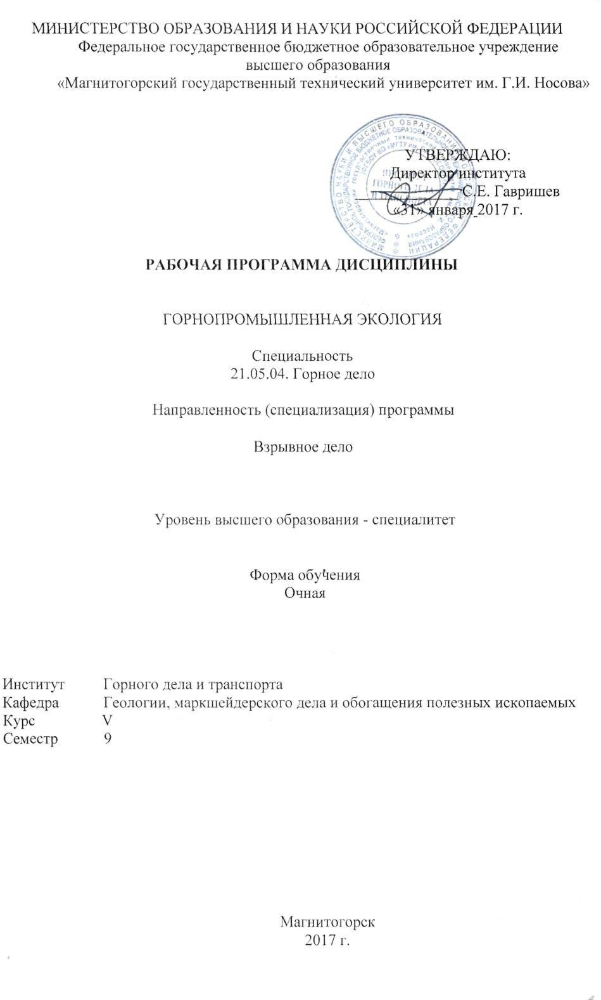 МИНИСТЕРСТВО ОБРАЗОВАНИЯ И НАУКИ РОССИЙСКОЙ ФЕДЕРАЦИИ
Федеральное государственное бюджетное образовательное учреждение
высшего образования
«Магнитогорский государственный технический университет им. Г.И. Носова»
УТВЕРЖДАЮ:
Директор института
С.Е. Гавришев
«31» января 2017 г.
РАБОЧАЯ ПРОГРАММА ДИСЦИПЛИНЫ
ГОРНОПРОМЫШЛЕННАЯ ЭКОЛОГИЯ
Специальность
21.05.04. Горное дело
Направленность (специализация) программы
Взрывное дело
Уровень высшего образования - специалитет
Форма обучения
Очная
Институт Горного дела и транспорта
Кафедра Геологии, маркшейдерского дела и обогащения полезных ископаемых
Курс V
Семестр 9
Магнитогорск
2017 г.